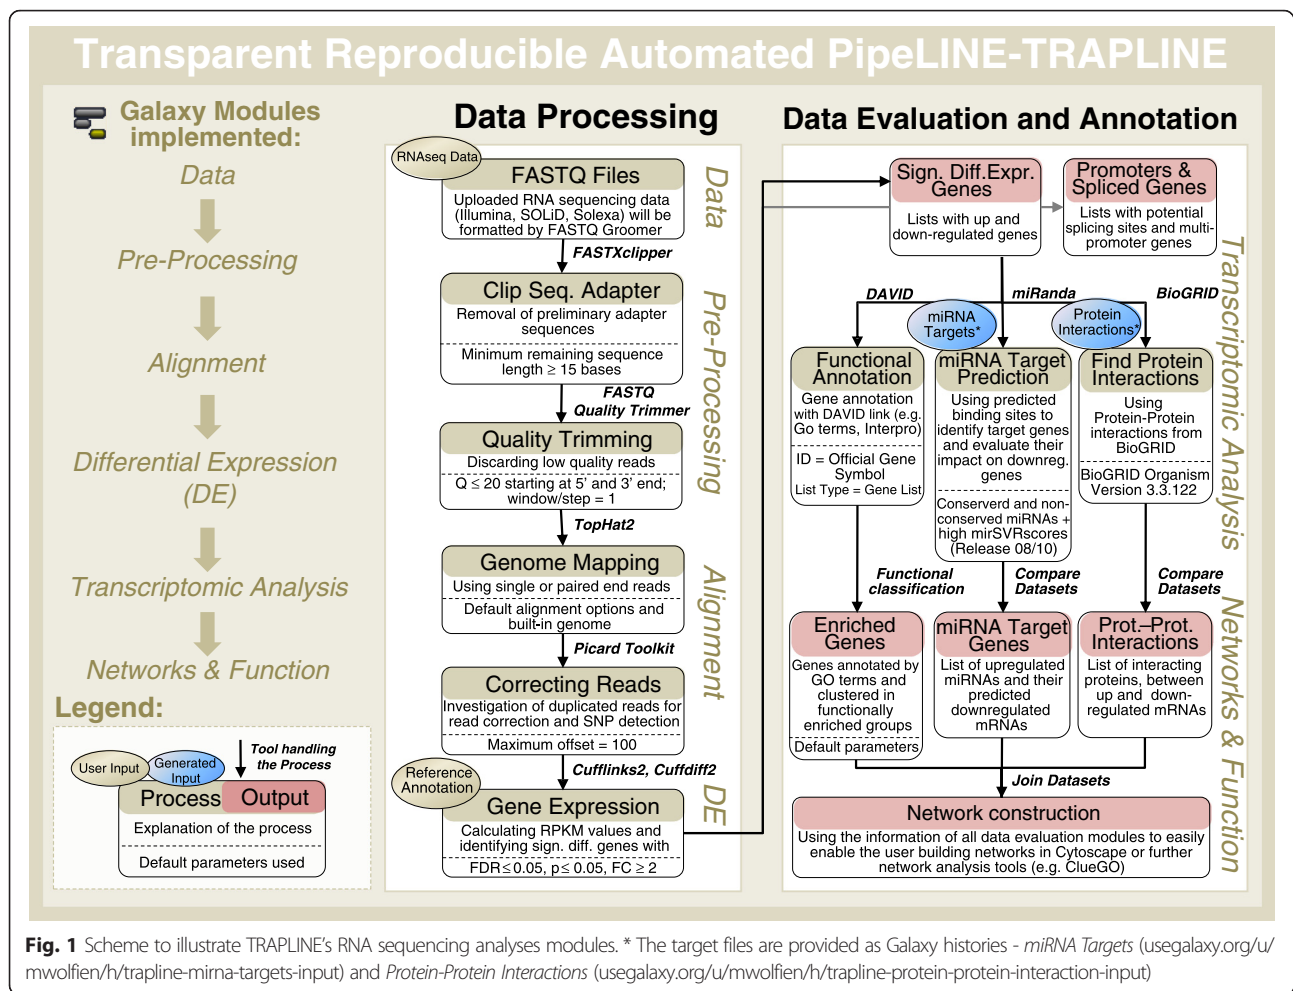 Transparent Reproducible Automated PipeLINE-TRAPLINE
Galaxy Modules
implemented:
Data
Pre-Processing
Alignment
Differential Expression
(DE)
Transcriptomic Analysis
Networks & Function
Legend:
User Input
Generated
Input
Tool handling
the Process
Process
Output
Explanation of the process
Default parameters used
Data Processing
RNAseq Data
FASTQ Files
Uploaded RNA sequencing data
(Illumina, SOLiD, Solexa) will be
formatted by FASTQ Groomer
Data
FASTXclipper
Clip Seq. Adapter
Removal of preliminary adapter
sequences
Minimum remaining sequence
length ≥ 15 bases
Pre-Processing
FASTQ
Quality Trimmer
Quality Trimming
Discarding low quality reads
Q ≤ 20 starting at 5' and 3' end;
window/step = 1
TopHat2
Genome Mapping
Using single or paired end reads
Default alignment options and
built-in genome
Alignment
Picard Toolkit
Correcting Reads
Investigation of duplicated reads for
read correction and SNP detection
Maximum offset = 100
Reference
Annotation
Cufflinks2, Cuffdiff2
Gene Expression
Calculating RPKM values and
identifying sign. diff. genes with
FDR ≤ 0.05, p ≤ 0.05, FC ≥ 2
DE
Data Evaluation and Annotation
Sign. Diff.Expr.
Genes
Lists with up and
down-regulated genes
Promoters &
Spliced Genes
Lists with potential
splicing sites and multi-
promoter genes
Transcriptomic Analysis
DAVID
miRanda
BioGRID
miRNA
Targets*
Protein
Interactions*
Functional
Annotation
Gene annotation
with DAVID link (e.g.
Go terms, Interpro)
ID = Official Gene
Symbol
List Type = Gene List
miRNA Target
Prediction
Using predicted
binding sites to
identify target genes
and evaluate their
impact on downreg.
genes
Conserverd and non-
conserved miRNAs +
high mirSVRscores
(Release 08/10)
Find Protein
Interactions
Using
Protein-Protein
interactions from
BioGRID
BioGRID Organism
Version 3.3.122
Functional
classification
Compare
Datasets
Compare
Datasets
Enriched
Genes
Genes annotated by
GO terms and
clustered in
functionally
enriched groups
Default parameters
miRNA Target
Genes
List of upregulated
miRNAs and their
predicted
downregulated
mRNAs
Prot.–Prot.
Interactions
List of interacting
proteins, between
up and down-
regulated mRNAs
Networks & Function
Join Datasets
Network construction
Using the information of all data evaluation modules to easily
enable the user building networks in Cytoscape or further
network analysis tools (e.g. ClueGO)
Fig. 1 Scheme to illustrate TRAPLINE's RNA sequencing analyses modules. * The target files are provided as Galaxy histories - miRNA Targets (usegalaxy.org/u/
mwolfien/h/trapline-mirna-targets-input) and Protein-Protein Interactions (usegalaxy.org/u/mwolfien/h/trapline-protein-protein-interaction-input)